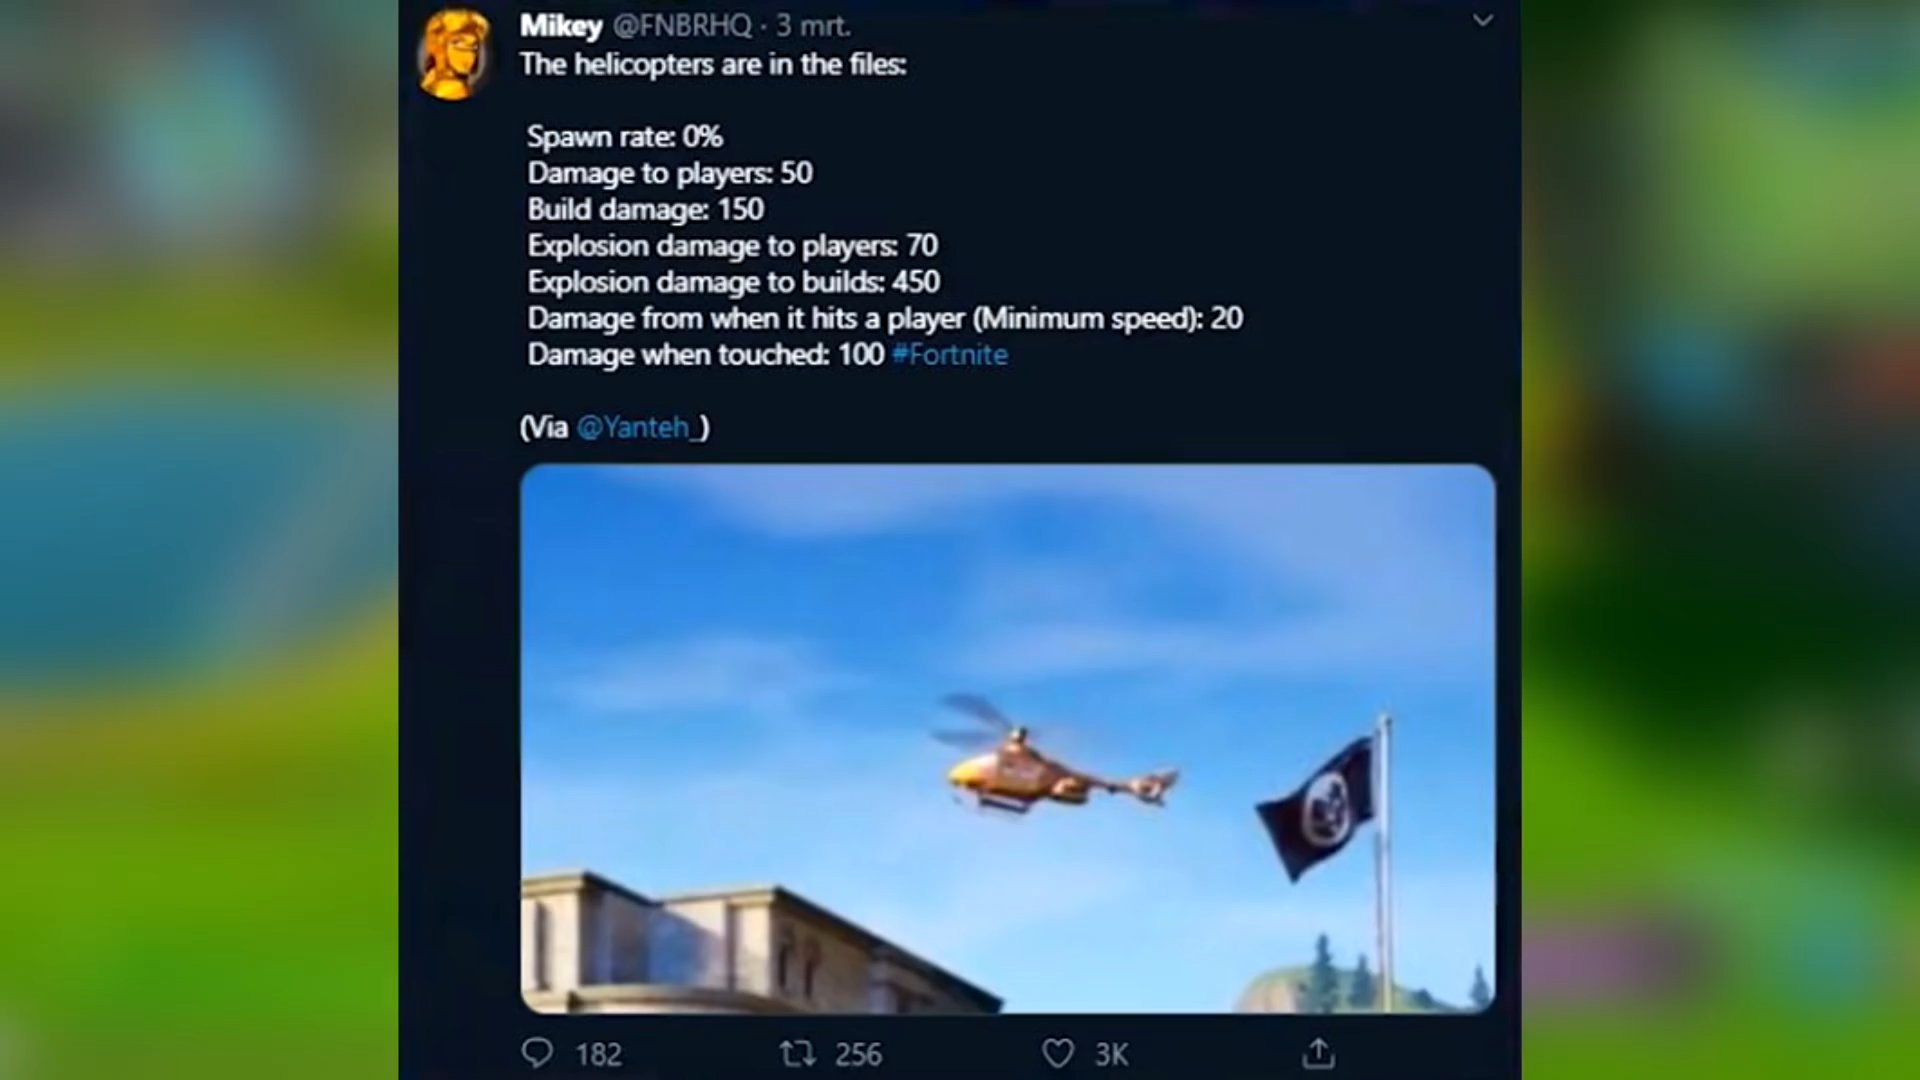 Mikey @FNBRHQ · 3 mrt.
The helicopters are in the files:
Spawn rate: 0%
Damage to players: 50
Build damage: 150
Explosion damage to players: 70
Explosion damage to builds: 450
Damage from when it hits a player (Minimum speed): 20
Damage when touched: 100 #Fortnite
(Via @Yanteh_)
182 256 3K